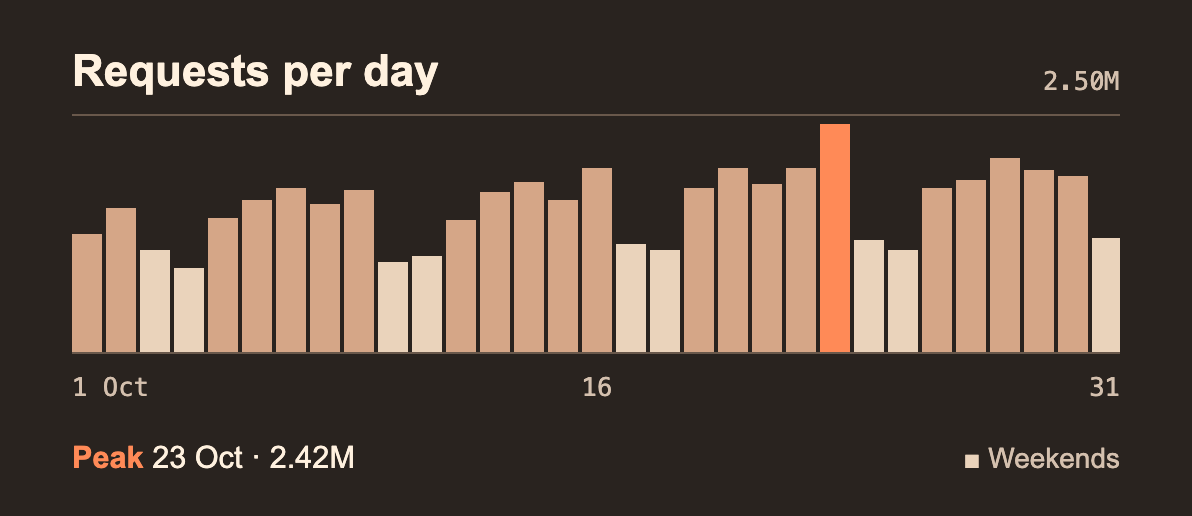 Requests per day
2.50M
1 Oct
16
31
Peak 23 Oct · 2.42M
Weekends